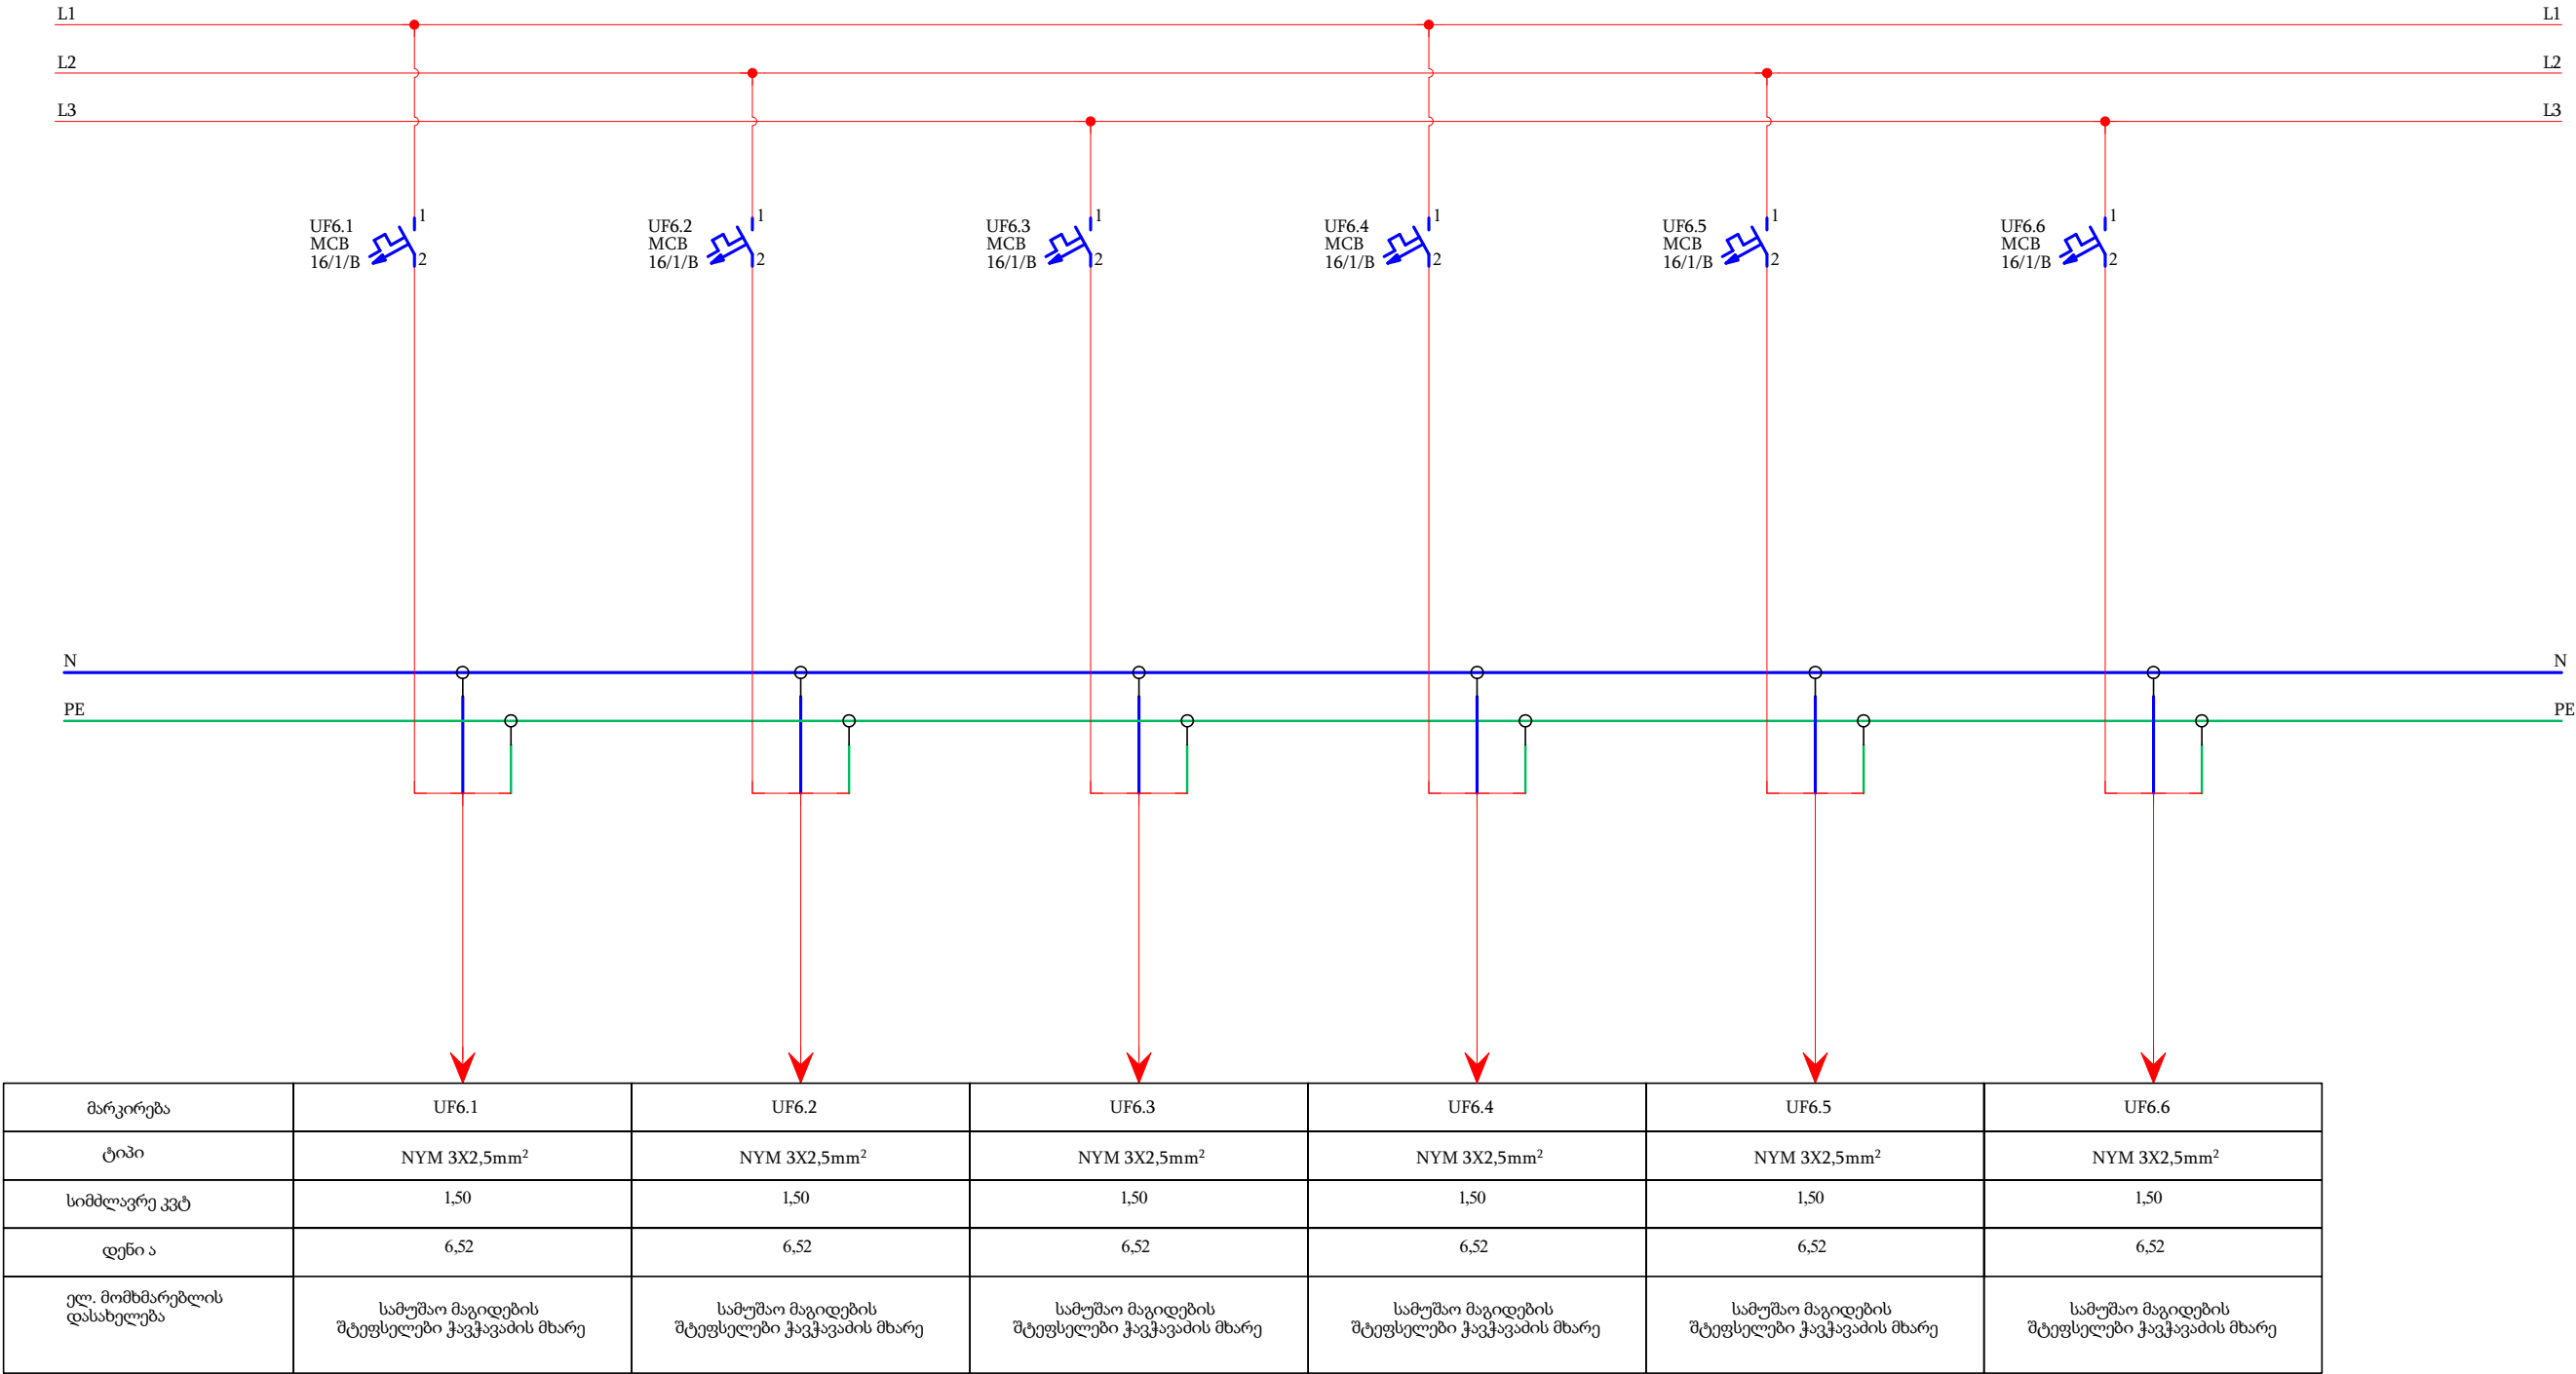 L1 L1
L2 L2
L3 L3
UF6.1
MCB
16/1/B
1
2
UF6.2
MCB
16/1/B
1
2
UF6.3
MCB
16/1/B
1
2
UF6.4
MCB
16/1/B
1
2
UF6.5
MCB
16/1/B
1
2
UF6.6
MCB
16/1/B
1
2
N N
PE PE
მარკირება UF6.1 UF6.2 UF6.3 UF6.4 UF6.5 UF6.6
ტიპი NYM 3X2,5mm² NYM 3X2,5mm² NYM 3X2,5mm² NYM 3X2,5mm² NYM 3X2,5mm² NYM 3X2,5mm²
სიმძლავრე კვტ 1,50 1,50 1,50 1,50 1,50 1,50
დენი ა 6,52 6,52 6,52 6,52 6,52 6,52
ელ. მომხმარებლის
დასახელება
სამუშაო მაგიდების
შტეფსელები ჭავჭავაძის მხარე
სამუშაო მაგიდების
შტეფსელები ჭავჭავაძის მხარე
სამუშაო მაგიდების
შტეფსელები ჭავჭავაძის მხარე
სამუშაო მაგიდების
შტეფსელები ჭავჭავაძის მხარე
სამუშაო მაგიდების
შტეფსელები ჭავჭავაძის მხარე
სამუშაო მაგიდების
შტეფსელები ჭავჭავაძის მხარე